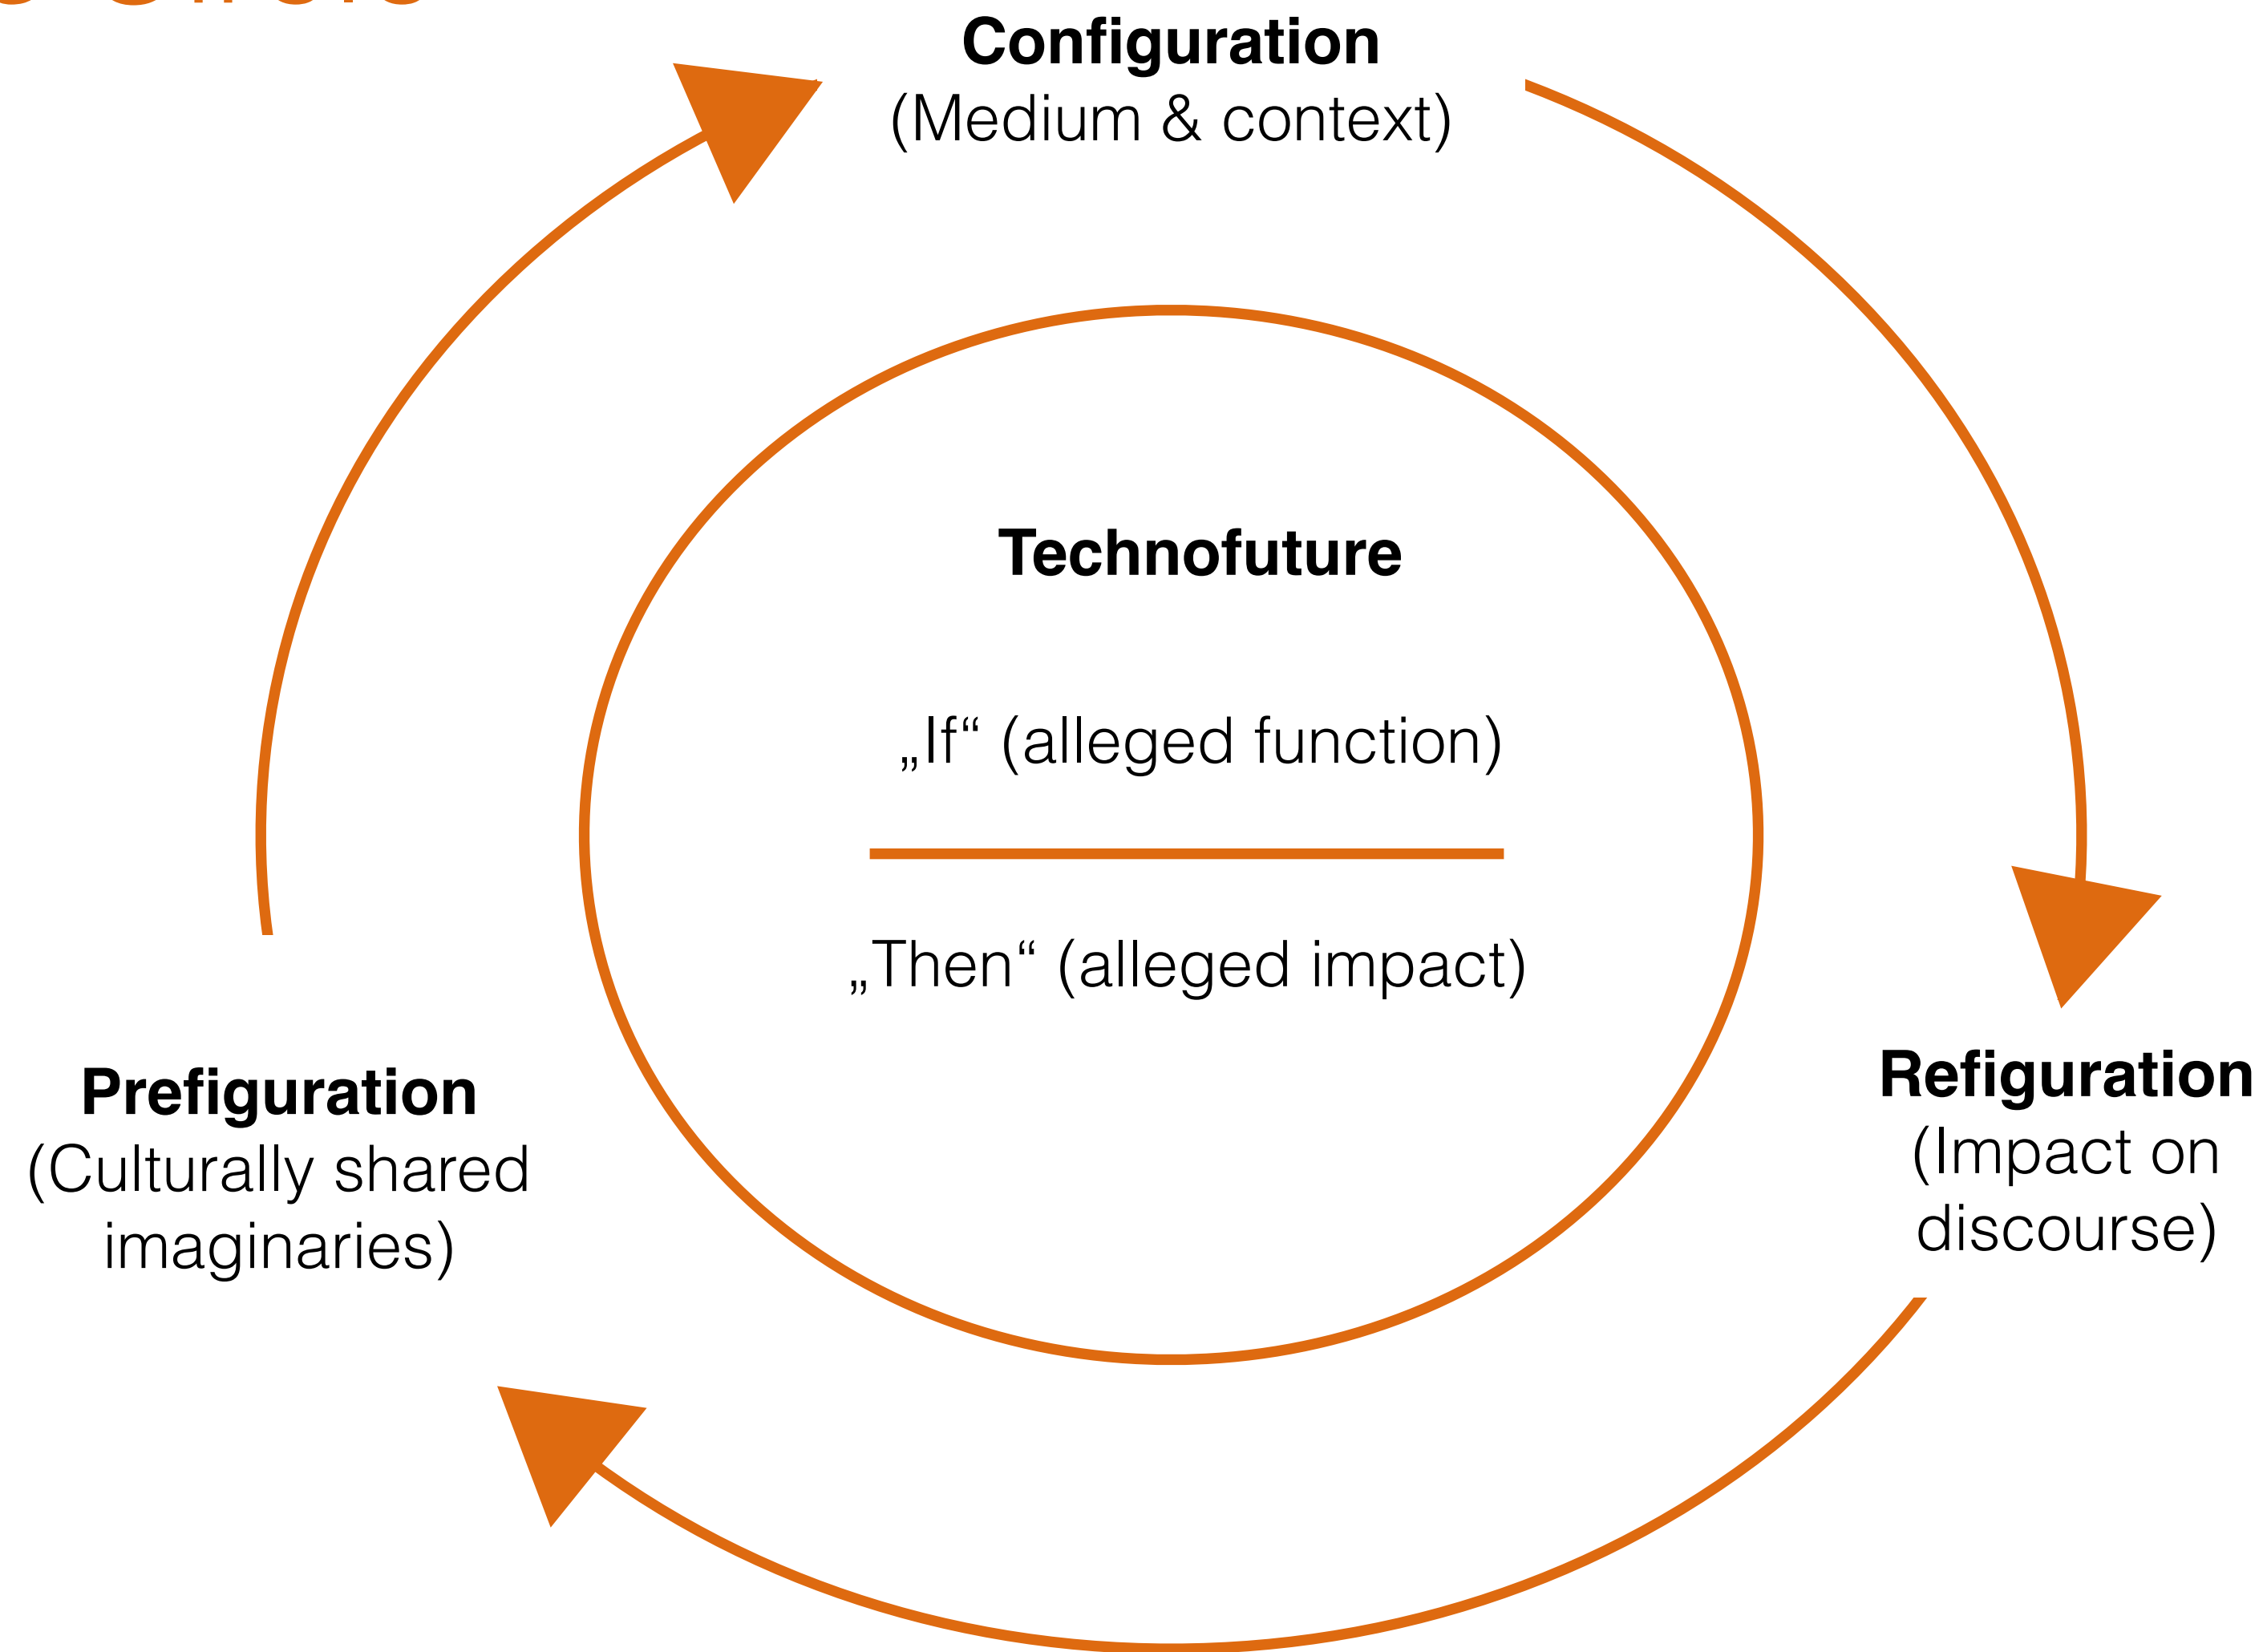 Configuration
(Medium & context)
Technofuture
„If“ (alleged function)
„Then“ (alleged impact)
Prefiguration
(Culturally shared
imaginaries)
Refiguration
(Impact on
discourse)